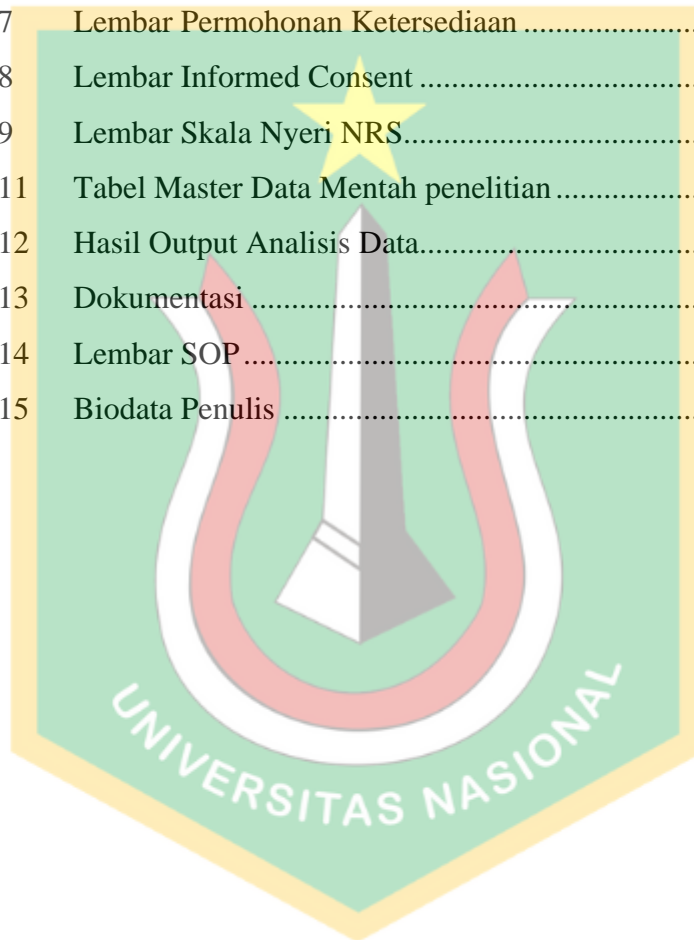 7 Lembar Permohonan Ketersediaan ........................
8 Lembar Informed Consent ........................................
9 Lembar Skala Nyeri NRS...........................................
11 Tabel Master Data Mentah penelitian ....................
12 Hasil Output Analisis Data........................................
13 Dokumentasi ............................................................
14 Lembar SOP.............................................................
15 Biodata Penulis .......................................................
UNIVERSITAS NASIONAL